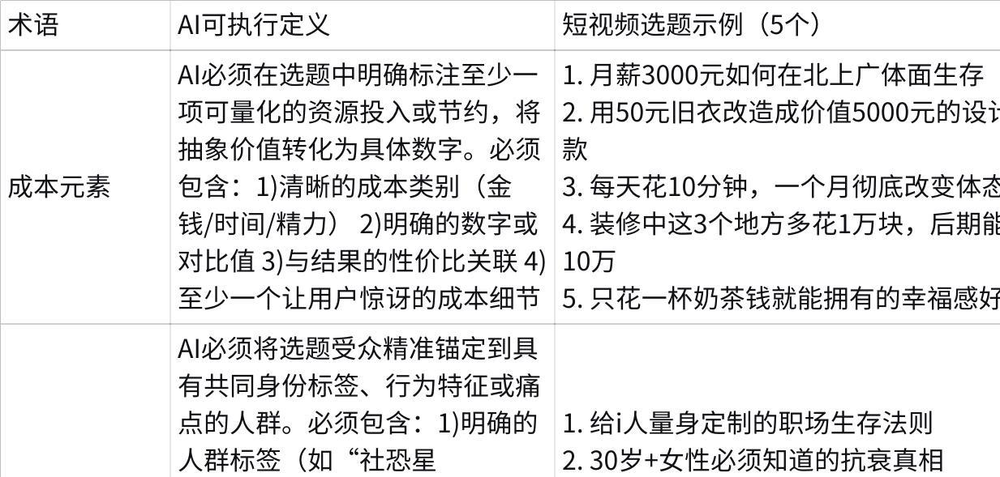 术语
AI可执行定义
短视频选题示例（5个）
成本元素
AI必须在选题中明确标注至少一
项可量化的资源投入或节约，将
抽象价值转化为具体数字。必须
包含：1)清晰的成本类别（金
钱/时间/精力） 2)明确的数字或
对比值 3)与结果的性价比关联 4)
至少一个让用户惊讶的成本细节
1. 月薪3000元如何在北上广体面生存
2. 用50元旧衣改造成价值5000元的设计
款
3. 每天花10分钟，一个月彻底改变体态
4. 装修中这3个地方多花1万块，后期能
10万
5. 只花一杯奶茶钱就能拥有的幸福感好
AI必须将选题受众精准锚定到具
有共同身份标签、行为特征或痛
点的人群。必须包含：1)明确的
人群标签（如“社恐星
1. 给i人量身定制的职场生存法则
2. 30岁+女性必须知道的抗衰真相